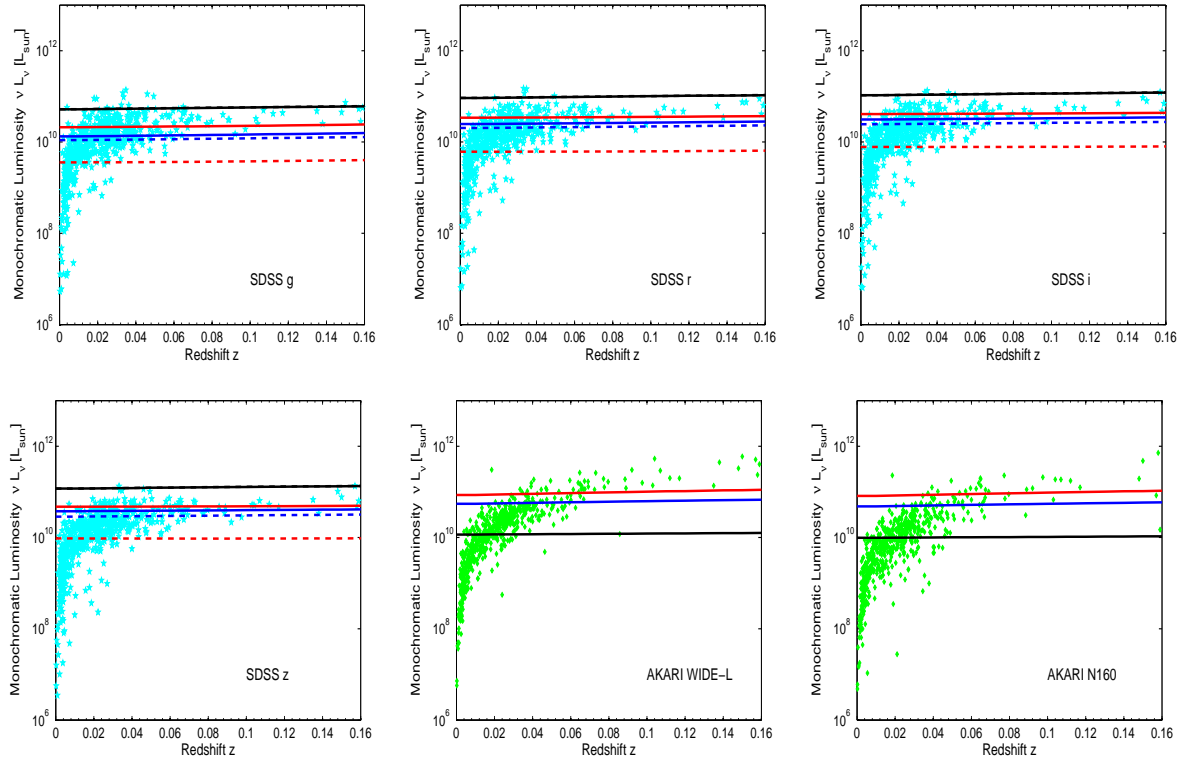 Monochromatic Luminosity ν L_ν [L_sun]
10^12
10^10
10^8
10^6
SDSS g
0 0.02 0.04 0.06 0.08 0.1 0.12 0.14 0.16
Redshift z
Monochromatic Luminosity ν L_ν [L_sun]
10^12
10^10
10^8
10^6
SDSS r
0 0.02 0.04 0.06 0.08 0.1 0.12 0.14 0.16
Redshift z
Monochromatic Luminosity ν L_ν [L_sun]
10^12
10^10
10^8
10^6
SDSS i
0 0.02 0.04 0.06 0.08 0.1 0.12 0.14 0.16
Redshift z
Monochromatic Luminosity ν L_ν [L_sun]
10^12
10^10
10^8
10^6
SDSS z
0 0.02 0.04 0.06 0.08 0.1 0.12 0.14 0.16
Redshift z
Monochromatic Luminosity ν L_ν [L_sun]
10^12
10^10
10^8
10^6
AKARI WIDE−L
0 0.02 0.04 0.06 0.08 0.1 0.12 0.14 0.16
Redshift z
Monochromatic Luminosity ν L_ν [L_sun]
10^12
10^10
10^8
10^6
AKARI N160
0 0.02 0.04 0.06 0.08 0.1 0.12 0.14 0.16
Redshift z